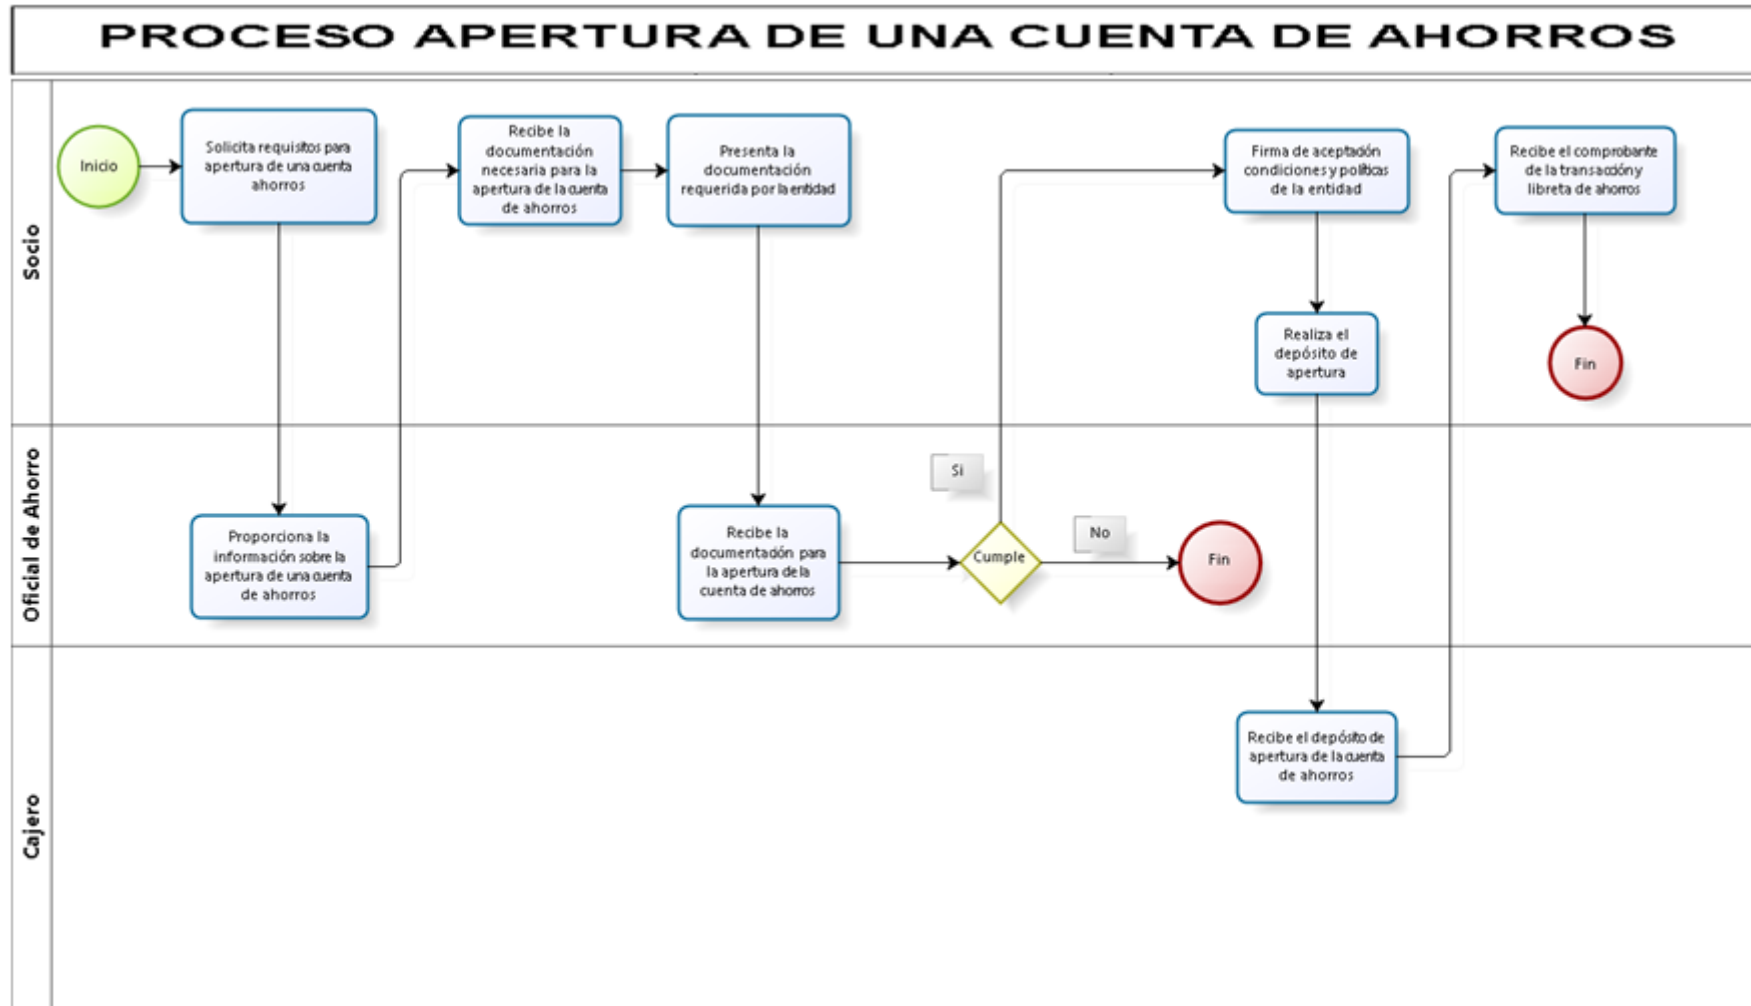 PROCESO APERTURA DE UNA CUENTA DE AHORROS
Socio
Inicio
Solicita requisitos para
apertura de una cuenta
ahorros
Recibe la
documentación
necesaria para la
apertura de la cuenta
de ahorros
Presenta la
documentación
requerida por la entidad
Firma de aceptación
condiciones y políticas
de la entidad
Recibe el comprobante
de la transacción y
libreta de ahorros
Realiza el
depósito de
apertura
Fin
Oficial de Ahorro
Proporciona la
información sobre la
apertura de una cuenta
de ahorros
Recibe la
documentación para
la apertura de la
cuenta de ahorros
Cumple
Si
No
Fin
Cajero
Recibe el depósito de
apertura de la cuenta
de ahorros